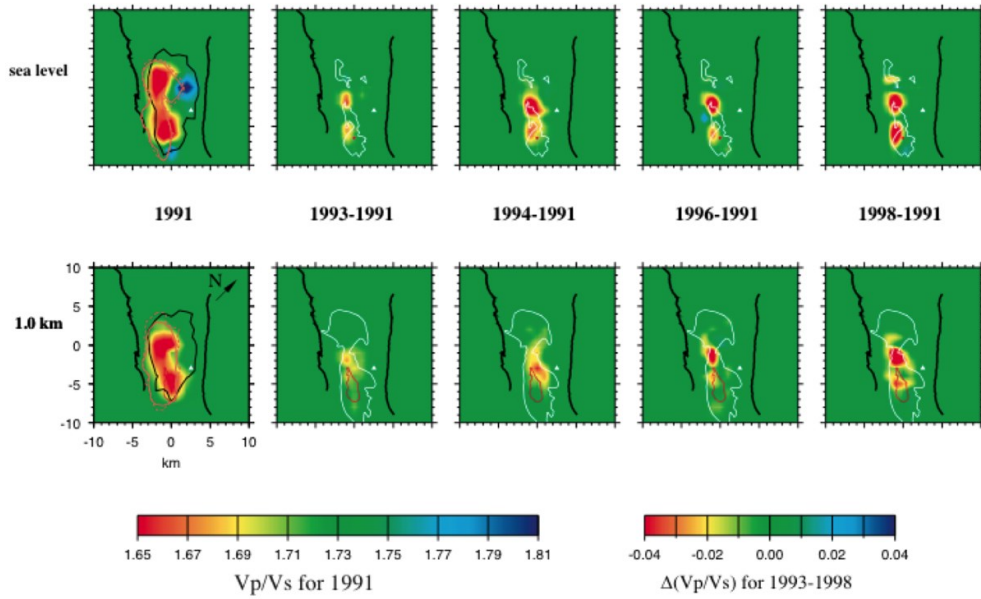 sea level
1991 1993-1991 1994-1991 1996-1991 1998-1991
10
N
5
1.0 km
0
-5
-10
-10 -5 0 5 10
km
1.65 1.67 1.69 1.71 1.73 1.75 1.77 1.79 1.81
-0.04 -0.02 0.00 0.02 0.04
Vp/Vs for 1991
Δ(Vp/Vs) for 1993-1998